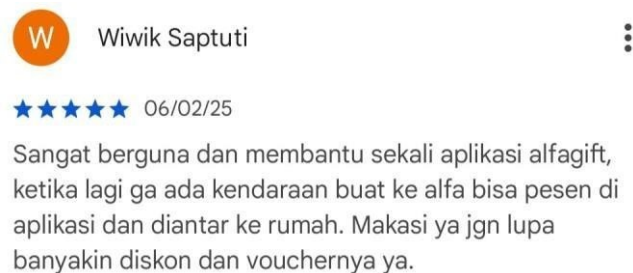 W
Wiwik Saptuti
06/02/25
Sangat berguna dan membantu sekali aplikasi alfagift,
ketika lagi ga ada kendaraan buat ke alfa bisa pesen di
aplikasi dan diantar ke rumah. Makasi ya jgn lupa
banyakin diskon dan vouchernya ya.